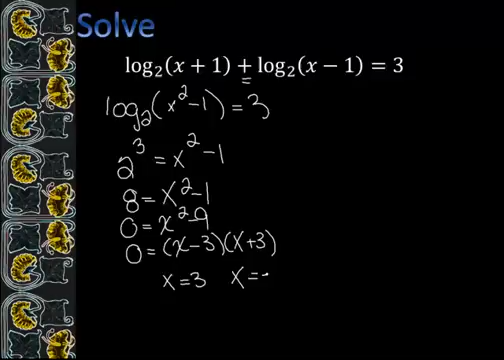 Solve
log₂(x + 1) + log₂(x − 1) = 3
log₂(x² − 1) = 3
2³ = x² − 1
8 = x² − 1
0 = x² − 9
0 = (x − 3)(x + 3)
x = 3 x = -